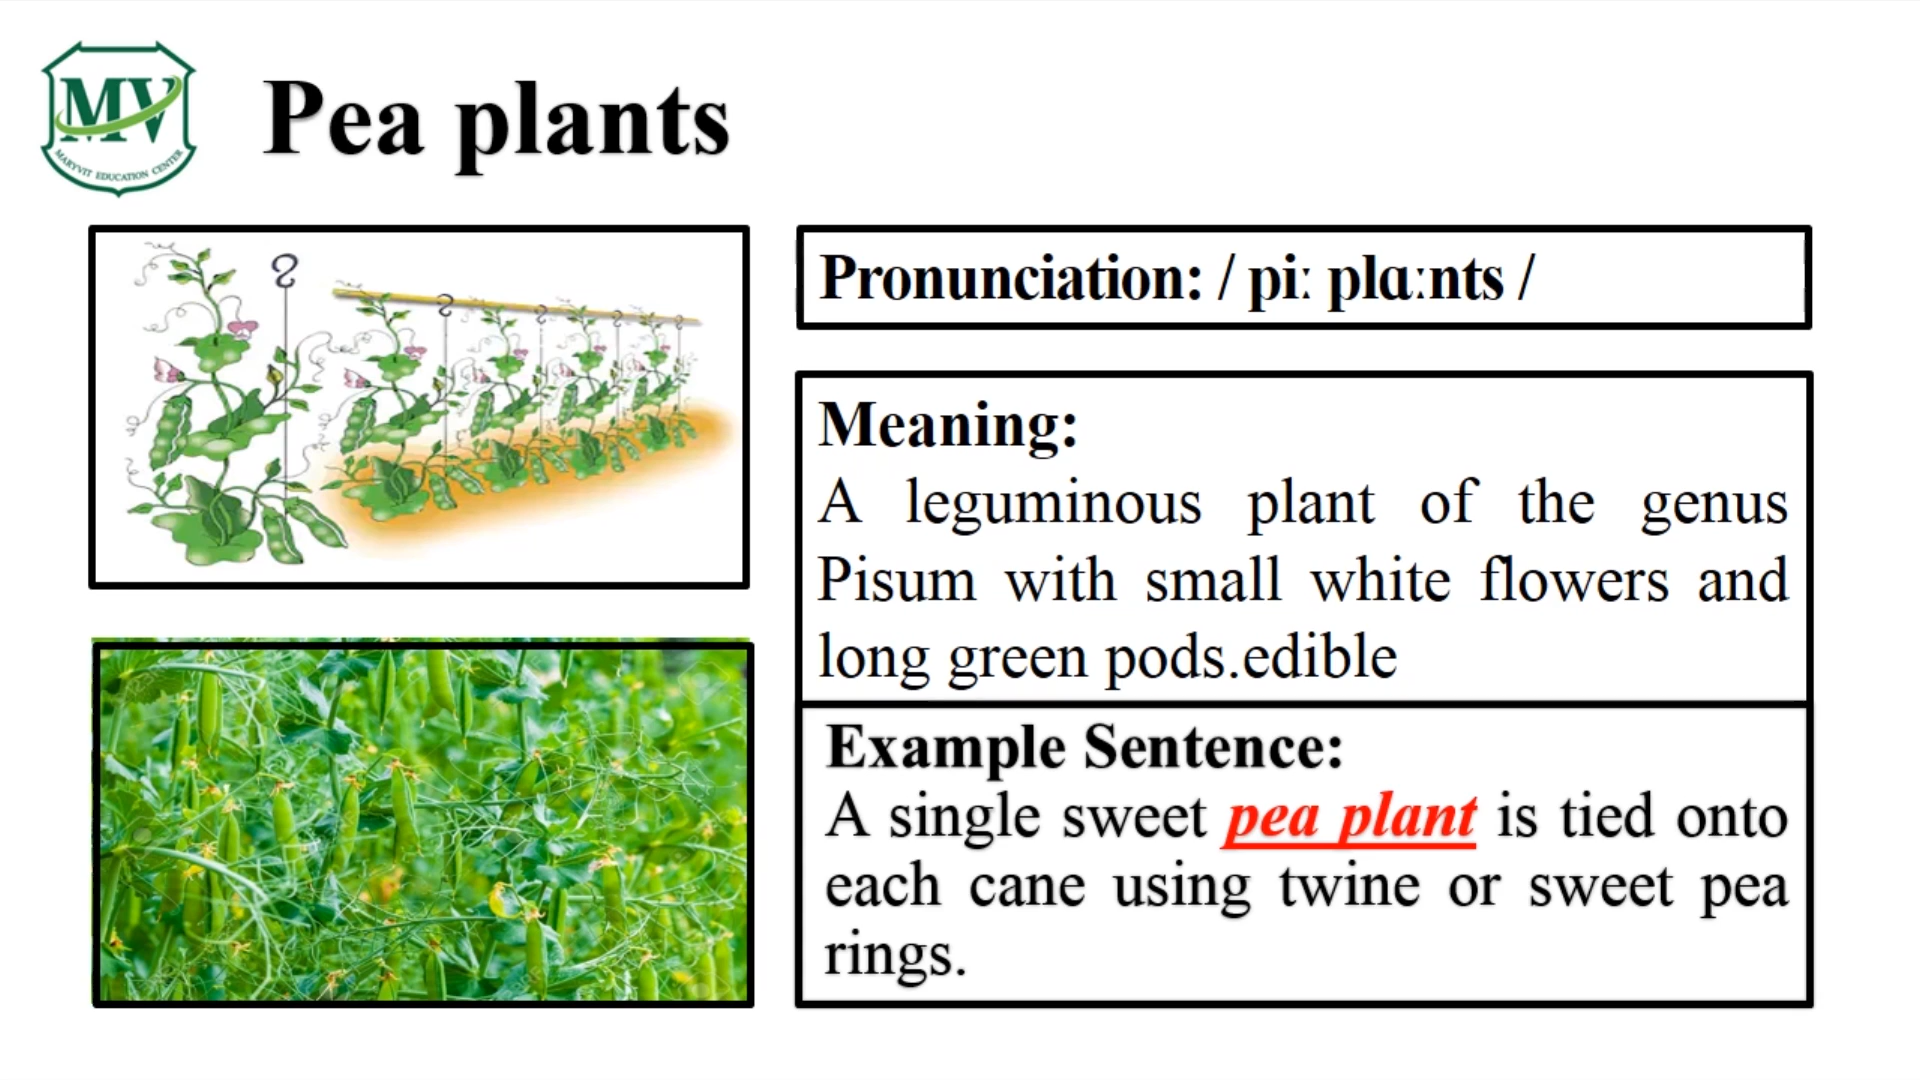 MV
MARYVIT EDUCATION CENTER
Pea plants
Pronunciation: / piː plɑːnts /
Meaning:
A leguminous plant of the genus
Pisum with small white flowers and
long green pods.edible
Example Sentence:
A single sweet pea plant is tied onto
each cane using twine or sweet pea
rings.